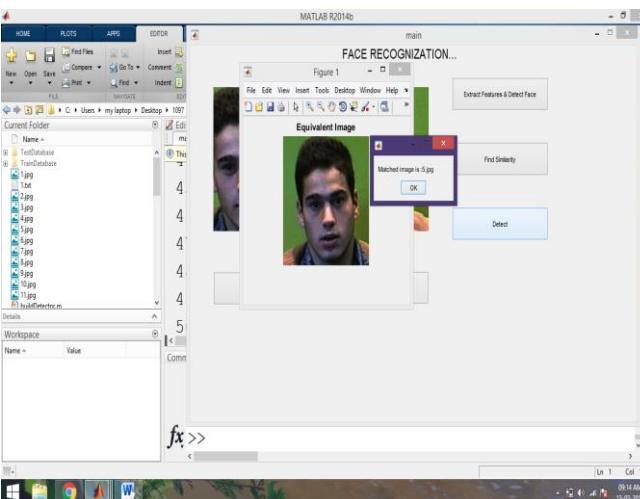 MATLAB R2014b
HOME PLOTS APPS EDITOR
New Open Save
Find Files
Compare
Print
Insert
Comment
Indent
Go To
Find
FILE
NAVIGATE
C: Users my laptop Desktop 1097
Current Folder
Name
TestDatabase
TrainDatabase
1.jpg
1.txt
2.jpg
3.jpg
4.jpg
5.jpg
6.jpg
7.jpg
8.jpg
9.jpg
10.jpg
11.jpg
buildDetector.m
Details
Workspace
Name Value
main
FACE RECOGNIZATION...
Extract Features & Detect Face
Find Similarity
Detect
Figure 1
File Edit View Insert Tools Desktop Window Help
Equivalent Image
Matched image is :5.jpg
OK
fx >>
Ln 1 Col
09:14 AM